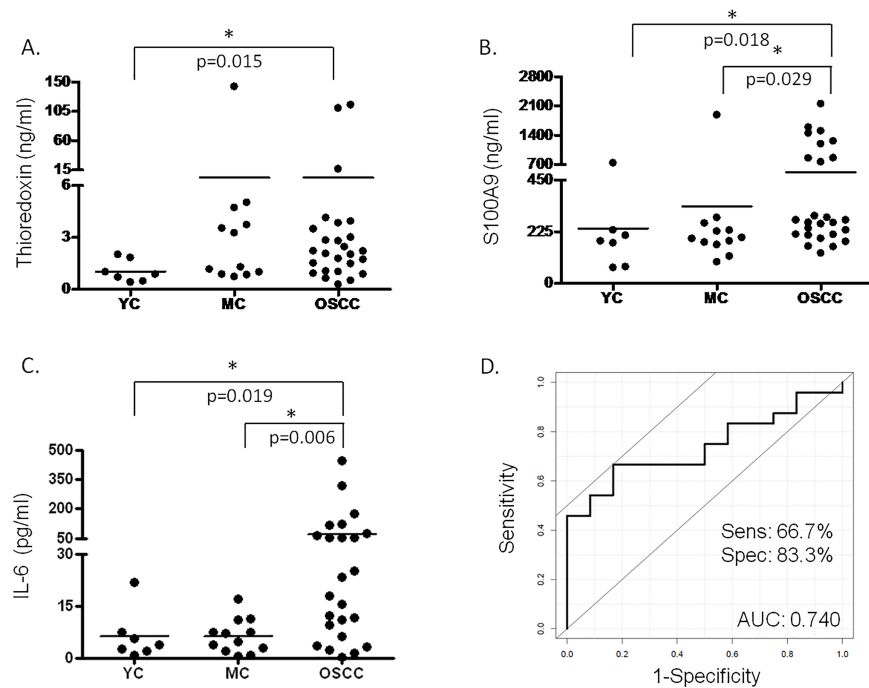 A.
*
p=0.015
Thioredoxin (ng/ml)
150
105
60
15
6
3
0
YC
MC
OSCC
B.
*
p=0.018
*
p=0.029
S100A9 (ng/ml)
2800
2100
1400
700
450
225
0
YC
MC
OSCC
C.
*
p=0.019
*
p=0.006
IL-6 (pg/ml)
500
350
200
50
30
15
0
YC
MC
OSCC
D.
Sensitivity
1.0
0.8
0.6
0.4
0.2
0.0
Sens: 66.7%
Spec: 83.3%
AUC: 0.740
0.0 0.2 0.4 0.6 0.8 1.0
1-Specificity